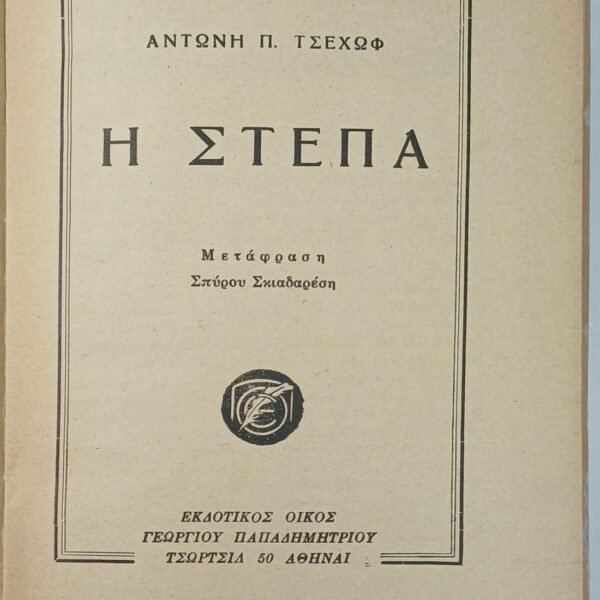 ΑΝΤΩΝΗ Π. ΤΣΕΧΩΦ
Η ΣΤΕΠΑ
Μετάφραση
Σπύρου Σκιαδαρέση
ΕΚΔΟΤΙΚΟΣ ΟΙΚΟΣ
ΓΕΩΡΓΙΟΥ ΠΑΠΑΔΗΜΗΤΡΙΟΥ
ΤΣΩΡΤΣΙΛ 50 ΑΘΗΝΑΙ